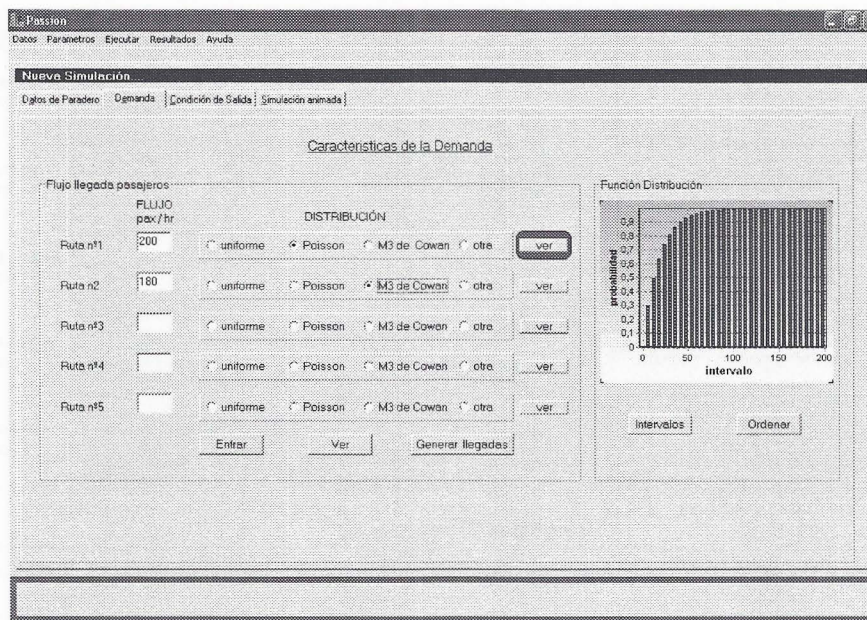 Passion
Datos Parametros Ejecutar Resultados Ayuda
Nueva Simulación...
Datos de Paradero Demanda Condición de Salida Simulación animada
Caracteristicas de la Demanda
Flujo llegada pasajeros
FLUJO
pax/hr
DISTRIBUCIÓN
Ruta nº1 200 uniforme Poisson M3 de Cowan otra ver
Ruta n2 180 uniforme Poisson M3 de Cowan otra ver
Ruta nº3 uniforme Poisson M3 de Cowan otra ver
Ruta nº4 uniforme Poisson M3 de Cowan otra ver
Ruta nº5 uniforme Poisson M3 de Cowan otra ver
Entrar Ver Generar llegadas
Función Distribución
probabilidad
0,9
0,8
0,7
0,6
0,5
0,4
0,3
0,2
0,1
0
0 50 100 150 200
intervalo
Intervalos Ordenar